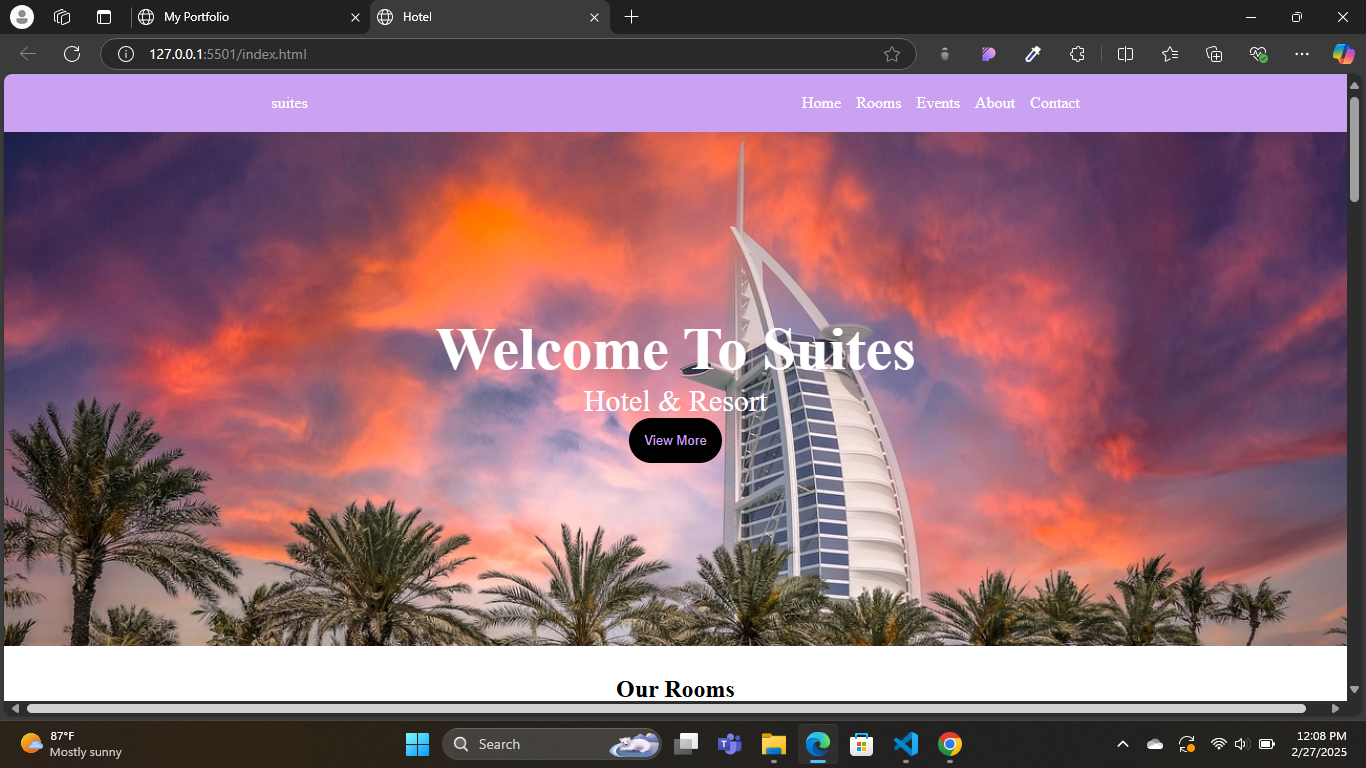 My Portfolio
Hotel
127.0.0.1:5501/index.html
suites
Home Rooms Events About Contact
Welcome To Suites
Hotel & Resort
View More
Our Rooms
87°F
Mostly sunny
Search
12:08 PM
2/27/2025